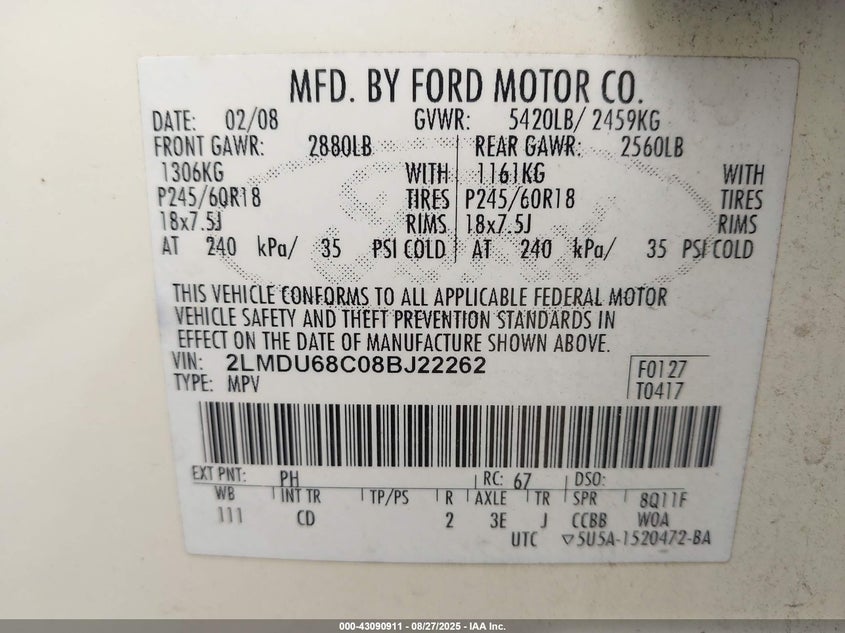 MFD. BY FORD MOTOR CO.
DATE: 02/08 GVWR: 5420LB/ 2459KG
FRONT GAWR: 2880LB REAR GAWR: 2560LB
1306KG WITH 1161KG WITH
P245/60R18 TIRES P245/60R18 TIRES
18x7.5J RIMS 18x7.5J RIMS
AT 240 kPa/ 35 PSI COLD AT 240 kPa/ 35 PSI COLD
THIS VEHICLE CONFORMS TO ALL APPLICABLE FEDERAL MOTOR
VEHICLE SAFETY AND THEFT PREVENTION STANDARDS IN
EFFECT ON THE DATE OF MANUFACTURE SHOWN ABOVE.
VIN: 2LMDU68C08BJ22262 F0127
TYPE: MPV T0417
EXT PNT: PH RC: 67 DSO:
WB INT TR TP/PS R AXLE TR SPR 8Q11F
111 CD 2 3E J CCBB WOA
UTC ▽5U5A-1520472-BA
000-43090911 - 08/27/2025 - IAA Inc.